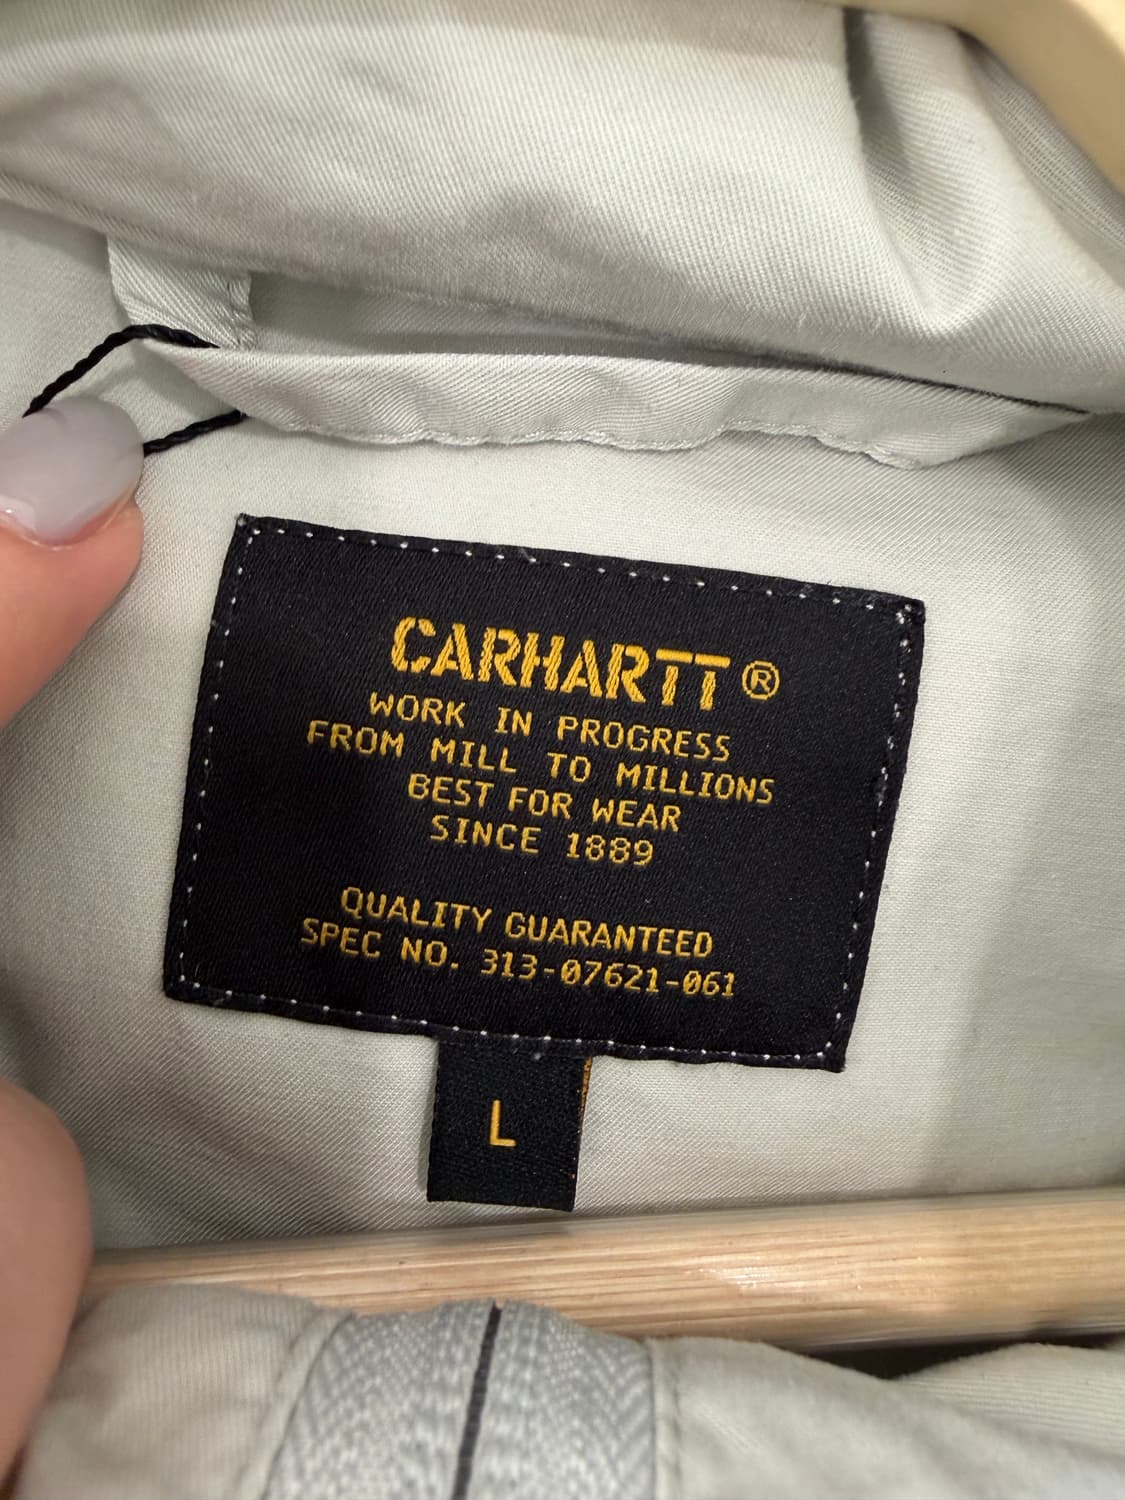 CARHARTT®
WORK IN PROGRESS
FROM MILL TO MILLIONS
BEST FOR WEAR
SINCE 1889
QUALITY GUARANTEED
SPEC NO. 313-07621-061
L